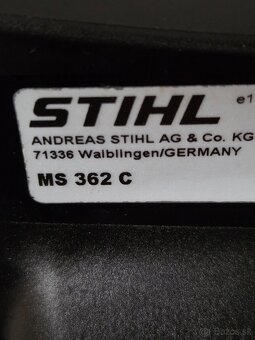 STIHL
e1
ANDREAS STIHL AG & Co. KG
71336 Waiblingen/GERMANY
MS 362 C